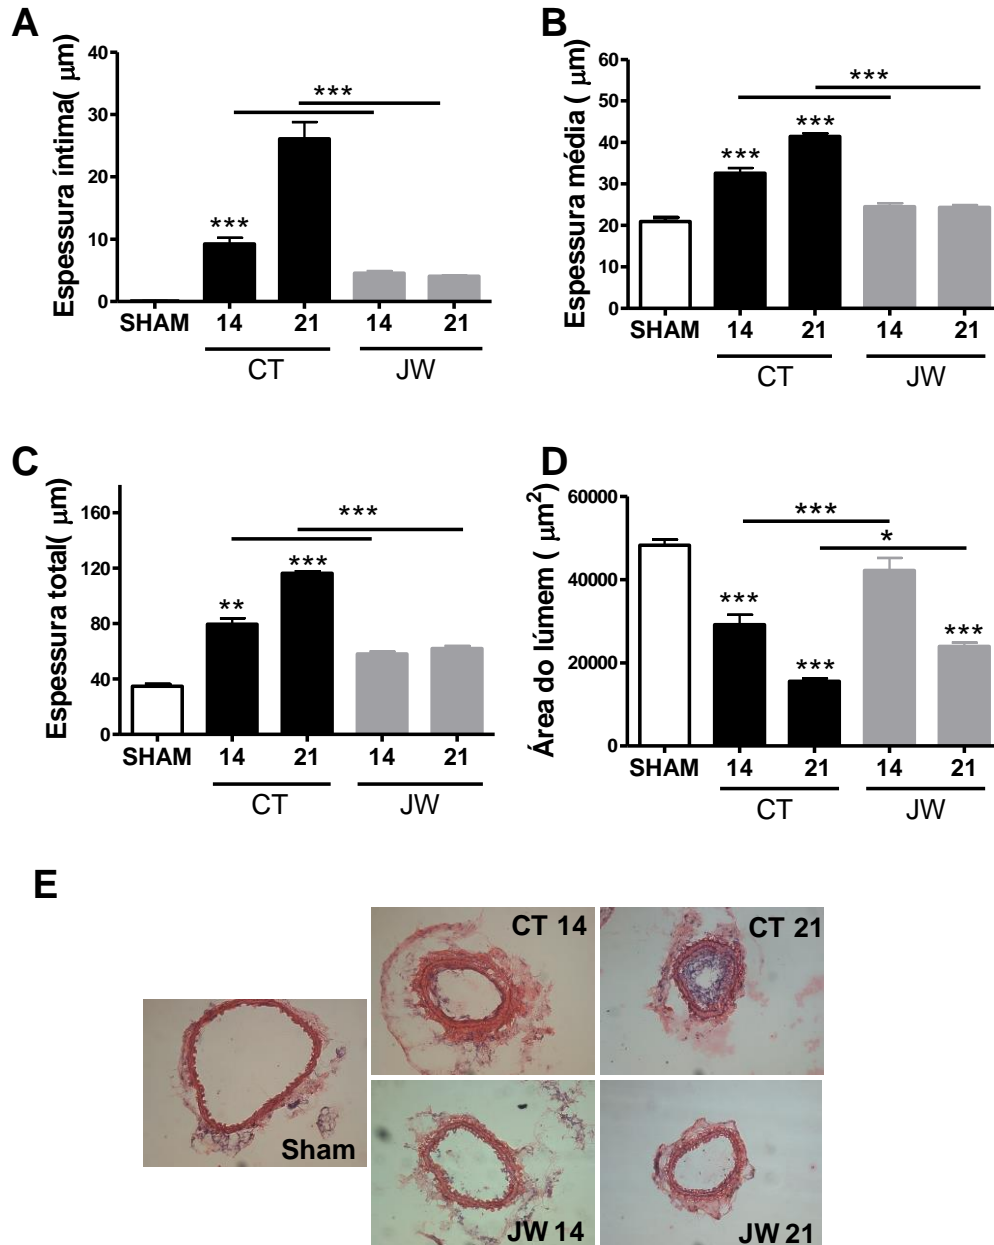 A
Espessura íntima( μm)
40
30
20
10
0
***
***
SHAM 14 21 14 21
CT JW
B
Espessura média ( μm)
60
50
40
30
20
10
0
***
***
***
SHAM 14 21 14 21
CT JW
C
Espessura total( μm)
160
120
80
40
0
***
***
**
SHAM 14 21 14 21
CT JW
D
Área do lúmem ( μm²)
60000
40000
20000
0
***
*
***
***
***
SHAM 14 21 14 21
CT JW
E
CT 14
CT 21
Sham
JW 14
JW 21